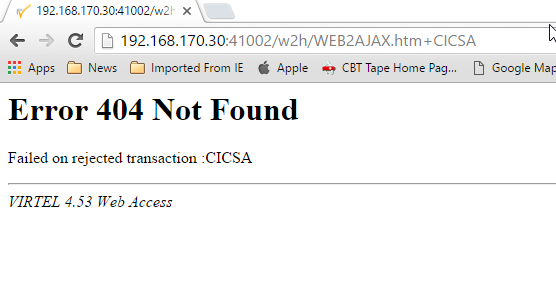 192.168.170.30:41002/w2h
192.168.170.30:41002/w2h/WEB2AJAX.htm+CICSA
Apps News Imported From IE Apple CBT Tape Home Pag... Google Map
Error 404 Not Found
Failed on rejected transaction :CICSA
VIRTEL 4.53 Web Access